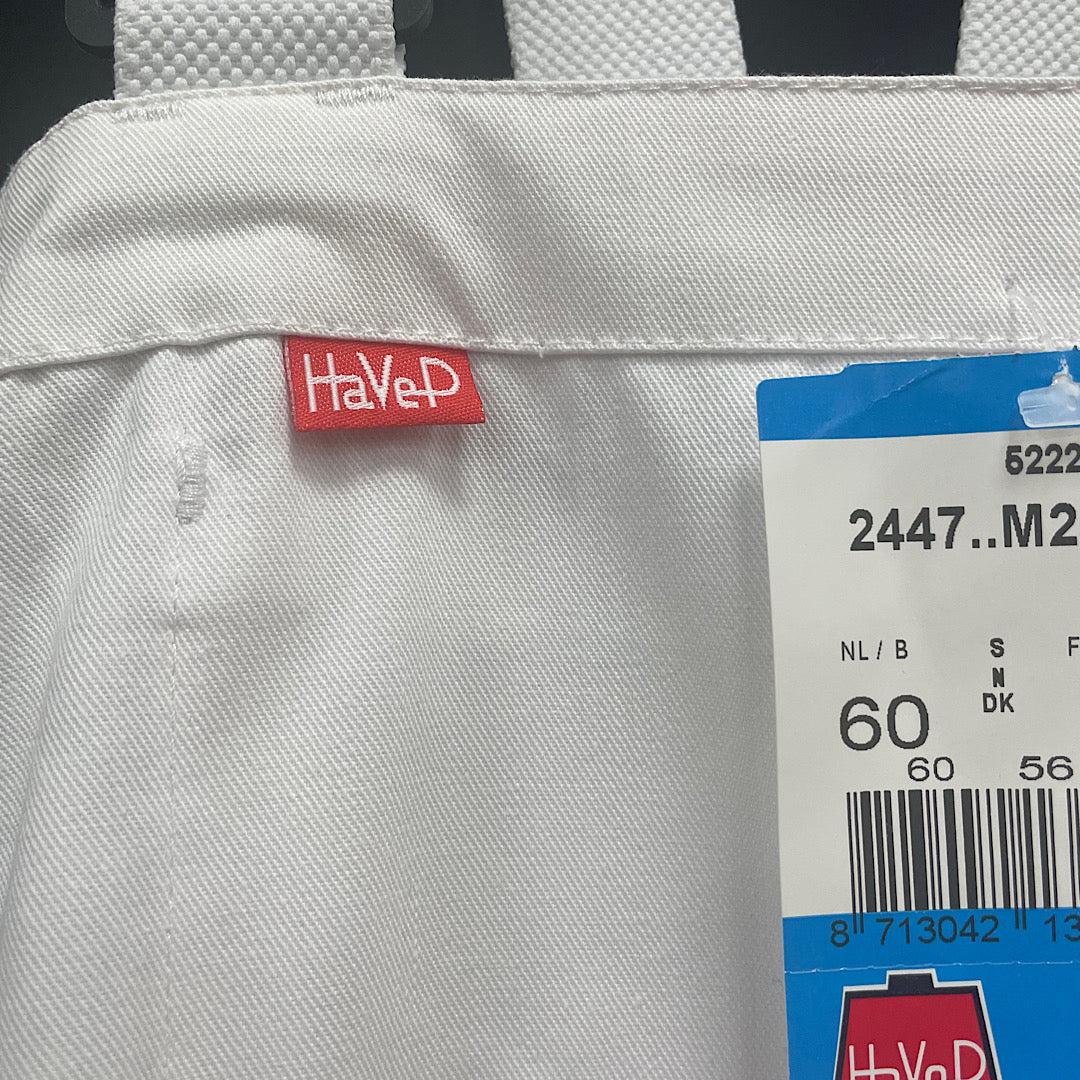 HaVeP
5222
2447..M2
NL / B S F
N
DK
60
60 56
8 713042 13
HaVeP